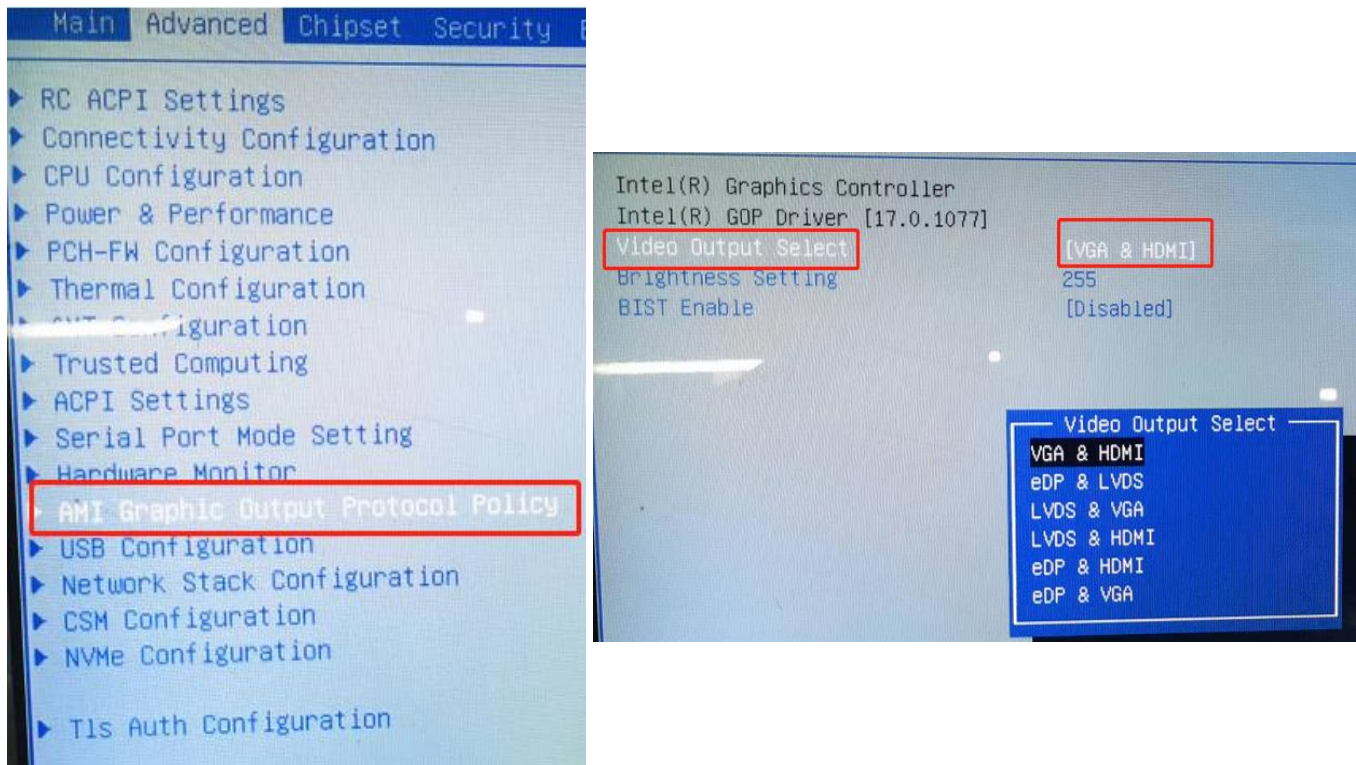 Main Advanced Chipset Security
RC ACPI Settings
Connectivity Configuration
CPU Configuration
Power & Performance
PCH-FW Configuration
Thermal Configuration
Configuration
Trusted Computing
ACPI Settings
Serial Port Mode Setting
Hardware Monitor
AMI Graphic Output Protocol Policy
USB Configuration
Network Stack Configuration
CSM Configuration
NVMe Configuration
Tls Auth Configuration
Intel(R) Graphics Controller
Intel(R) GOP Driver [17.0.1077]
Video Output Select [VGA & HDMI]
Brightness Setting 255
BIST Enable [Disabled]
Video Output Select
VGA & HDMI
eDP & LVDS
LVDS & VGA
LVDS & HDMI
eDP & HDMI
eDP & VGA